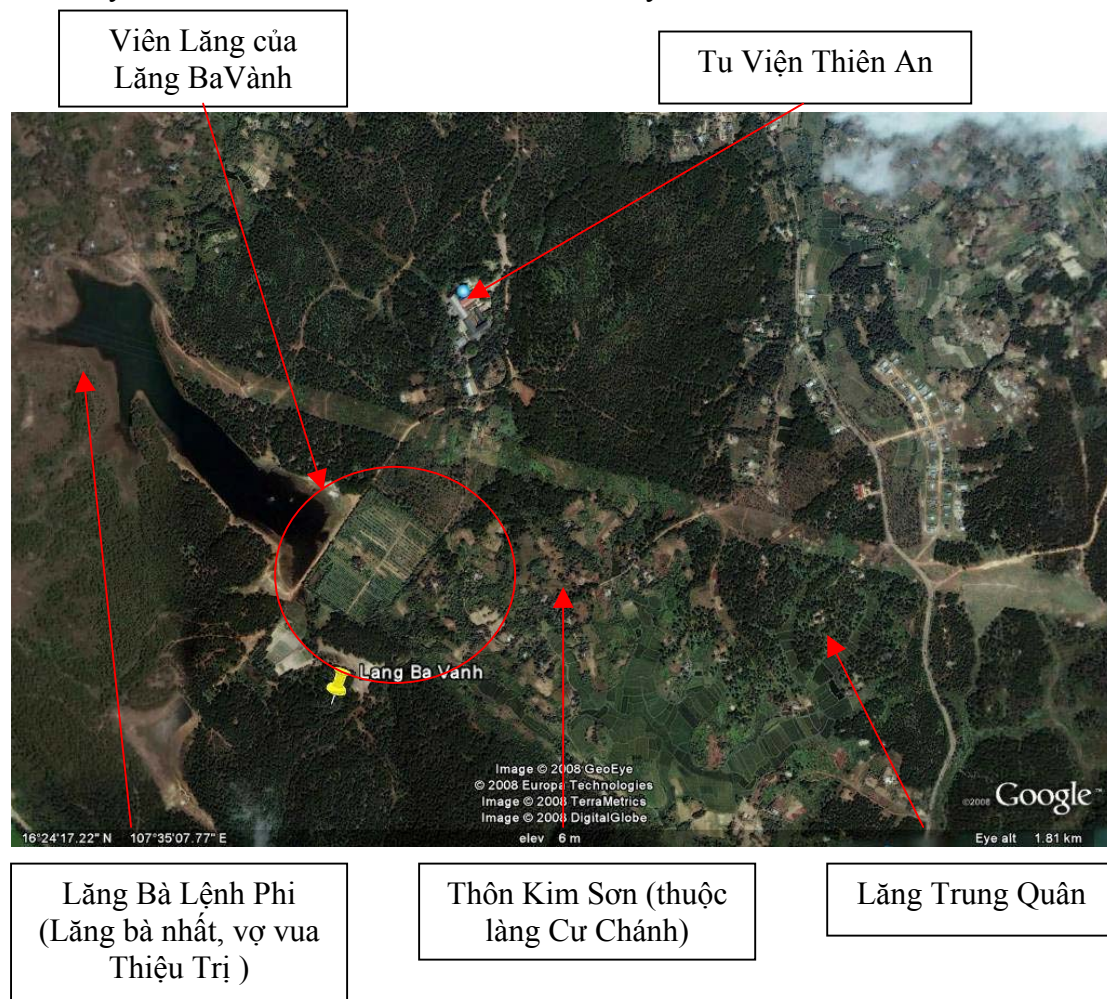 Viên Lăng của
Lăng BaVành
Tu Viện Thiên An
Lang Ba Vanh
Image © 2008 GeoEye
© 2008 Europa Technologies
Image © 2008 TerraMetrics
Image © 2008 DigitalGlobe
©2008 Google™
16°24'17.22" N 107°35'07.77" E
elev 6 m
Eye alt 1.81 km
Lăng Bà Lệnh Phi
(Lăng bà nhất, vợ vua
Thiệu Trị )
Thôn Kim Sơn (thuộc
làng Cư Chánh)
Lăng Trung Quân